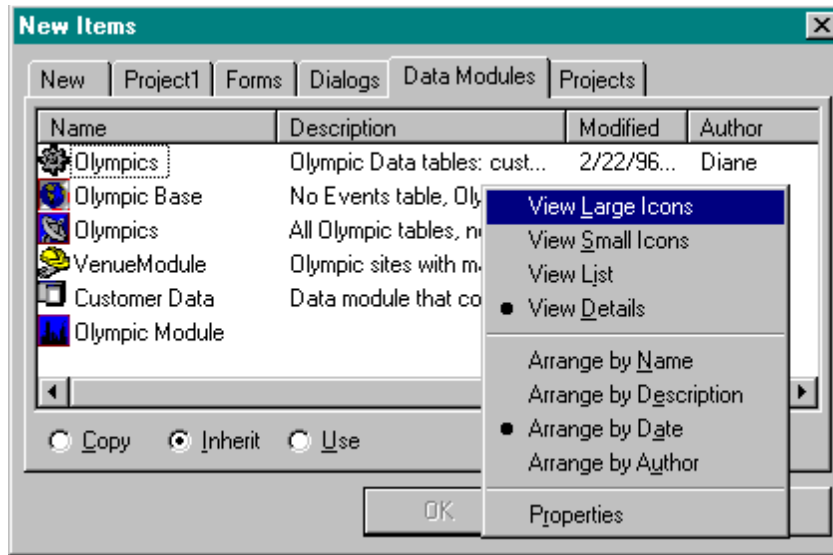 New Items
New Project1 Forms Dialogs Data Modules Projects
Name Description Modified Author
Olympics Olympic Data tables: cust... 2/22/96... Diane
Olympic Base No Events table, Oly
Olympics All Olympic tables, n
VenueModule Olympic sites with m
Customer Data Data module that co
Olympic Module
View Large Icons
View Small Icons
View List
View Details
Arrange by Name
Arrange by Description
Arrange by Date
Arrange by Author
Properties
Copy Inherit Use
OK